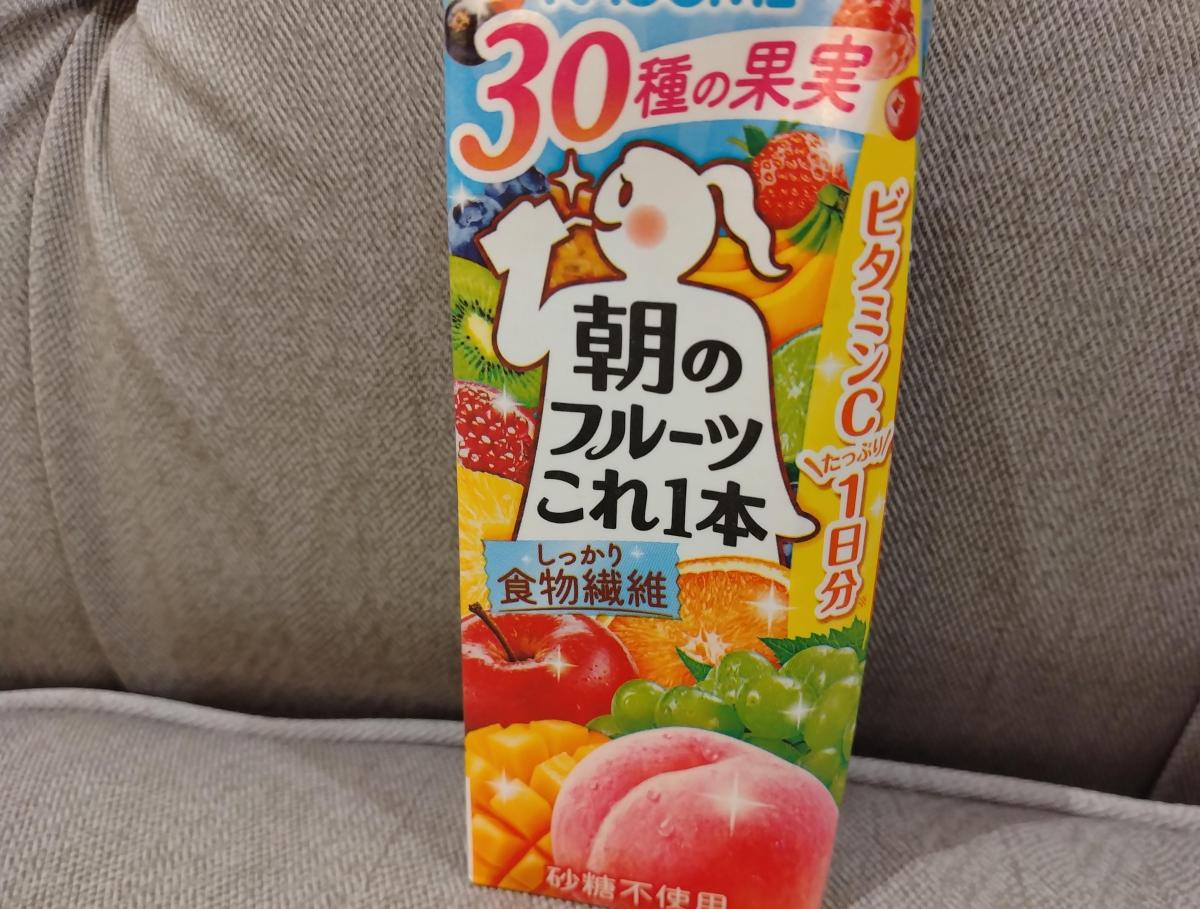 30種の果実
朝の
フルーツ
これ1本
しっかり
食物繊維
ビタミンC
たっぷり
1日分
砂糖不使用